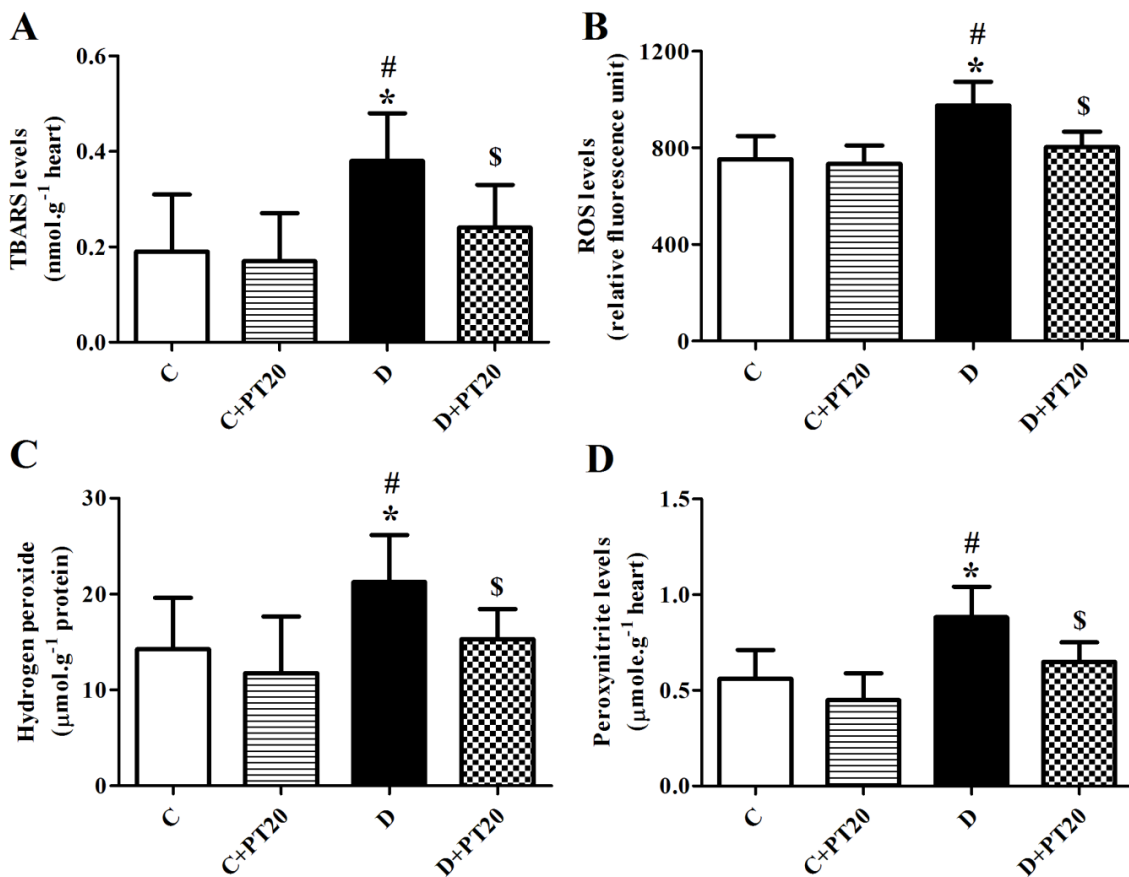 A
TBARS levels
(nmol.g⁻¹ heart)
0.6
0.4
0.2
0.0
#
*
$
C
C+PT20
D
D+PT20
B
ROS levels
(relative fluorescence unit)
1200
800
400
0
#
*
$
C
C+PT20
D
D+PT20
C
Hydrogen peroxide
(μmol.g⁻¹ protein)
30
20
10
0
#
*
$
C
C+PT20
D
D+PT20
D
Peroxynitrite levels
(μmole.g⁻¹ heart)
1.5
1.0
0.5
0.0
#
*
$
C
C+PT20
D
D+PT20